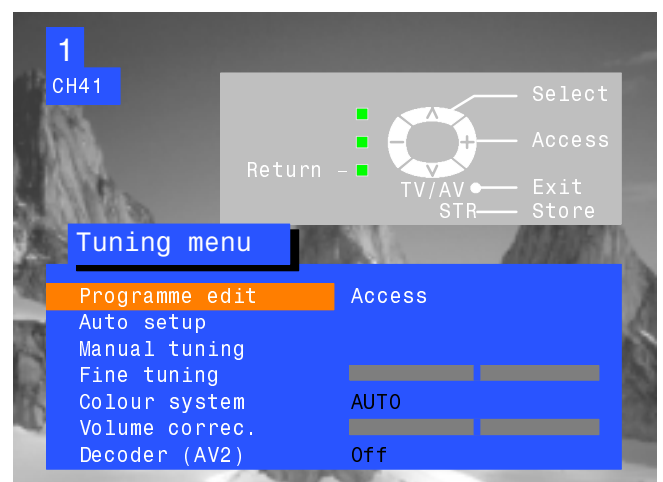 1
CH41
Select
Access
Return –
TV/AV Exit
STR Store
Tuning menu
Programme edit Access
Auto setup
Manual tuning
Fine tuning
Colour system AUTO
Volume correc.
Decoder (AV2) Off